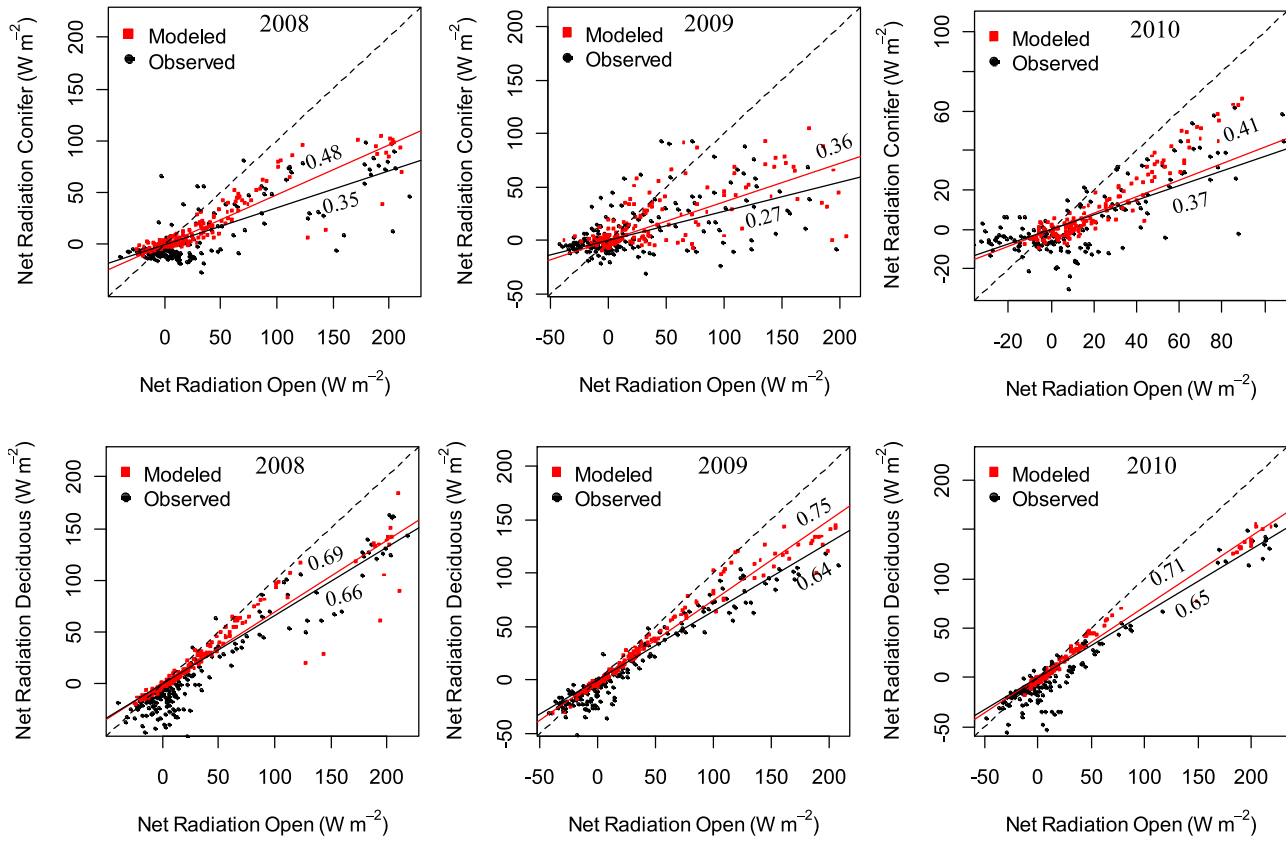 Net Radiation Conifer (W m⁻²)
200
150
100
50
0
2008
Modeled
Observed
0.48
0.35
0 50 100 150 200
Net Radiation Open (W m⁻²)
Net Radiation Conifer (W m⁻²)
200
150
100
50
0
-50
2009
Modeled
Observed
0.36
0.27
-50 0 50 100 150 200
Net Radiation Open (W m⁻²)
Net Radiation Conifer (W m⁻²)
100
60
20
-20
2010
Modeled
Observed
0.41
0.37
-20 0 20 40 60 80
Net Radiation Open (W m⁻²)
Net Radiation Deciduous (W m⁻²)
200
150
100
50
0
2008
Modeled
Observed
0.69
0.66
0 50 100 150 200
Net Radiation Open (W m⁻²)
Net Radiation Deciduous (W m⁻²)
200
150
100
50
0
-50
2009
Modeled
Observed
0.75
0.64
-50 0 50 100 150 200
Net Radiation Open (W m⁻²)
Net Radiation Deciduous (W m⁻²)
200
100
50
0
-50
2010
Modeled
Observed
0.71
0.65
-50 0 50 100 150 200
Net Radiation Open (W m⁻²)